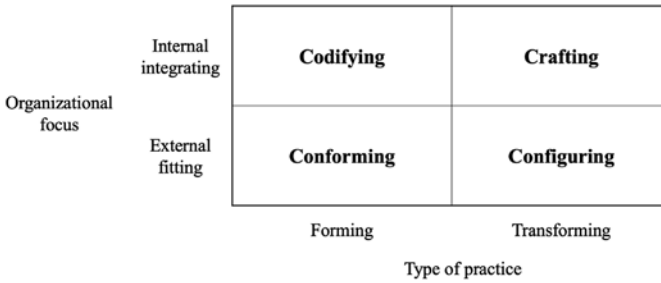 Internal
integrating
Codifying
Crafting
Organizational
focus
External
fitting
Conforming
Configuring
Forming
Transforming
Type of practice